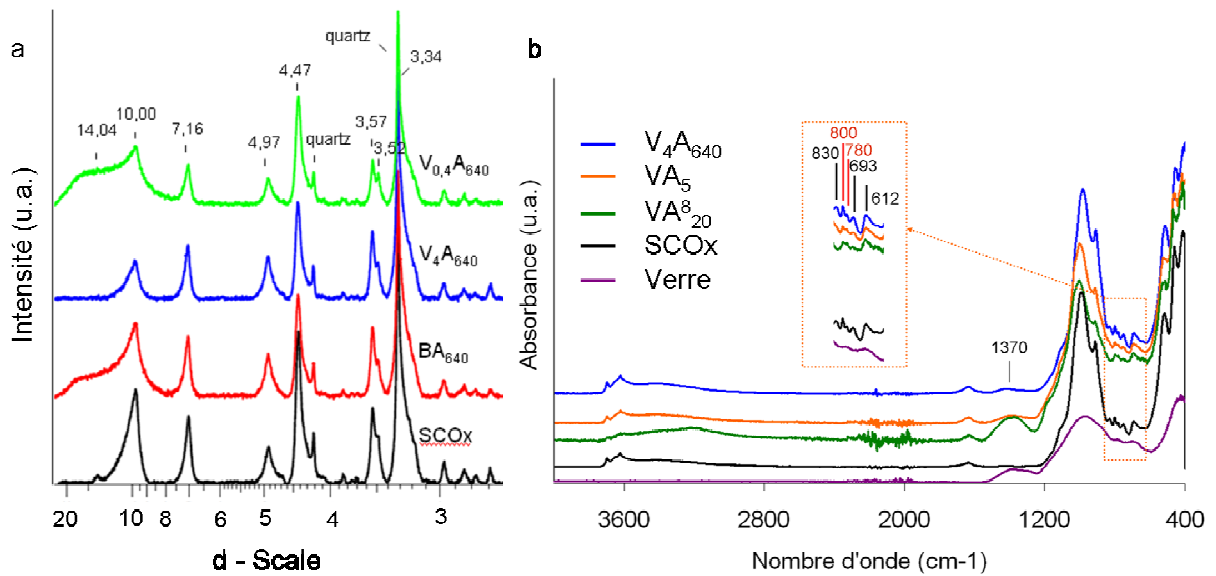 a
Intensité (u.a.)
14,04
10,00
7,16
4,97
4,47
quartz
quartz
3,57
3,52
3,34
V0,4A640
V4A640
BA640
SCOx
20
10
8
6
5
4
3
d - Scale
b
Absorbance (u.a.)
V4A640
VA5
VA⁸20
SCOx
Verre
800
780
830
693
612
1370
3600
2800
2000
1200
400
Nombre d'onde (cm-1)